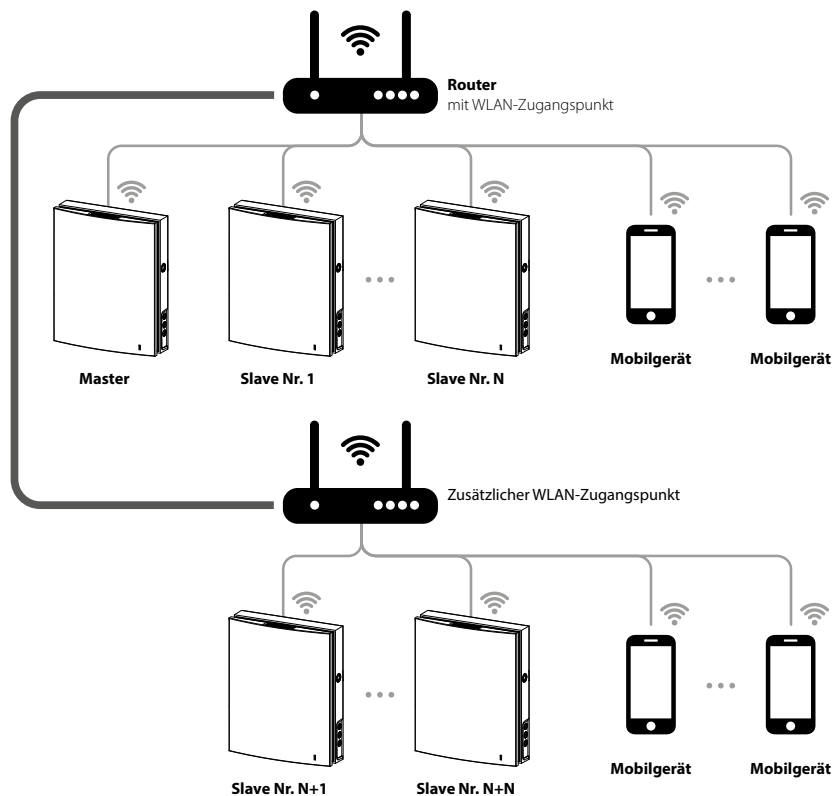 Router
mit WLAN-Zugangspunkt
Master
Slave Nr. 1
Slave Nr. N
Mobilgerät
Mobilgerät
Zusätzlicher WLAN-Zugangspunkt
Slave Nr. N+1
Slave Nr. N+N
Mobilgerät
Mobilgerät